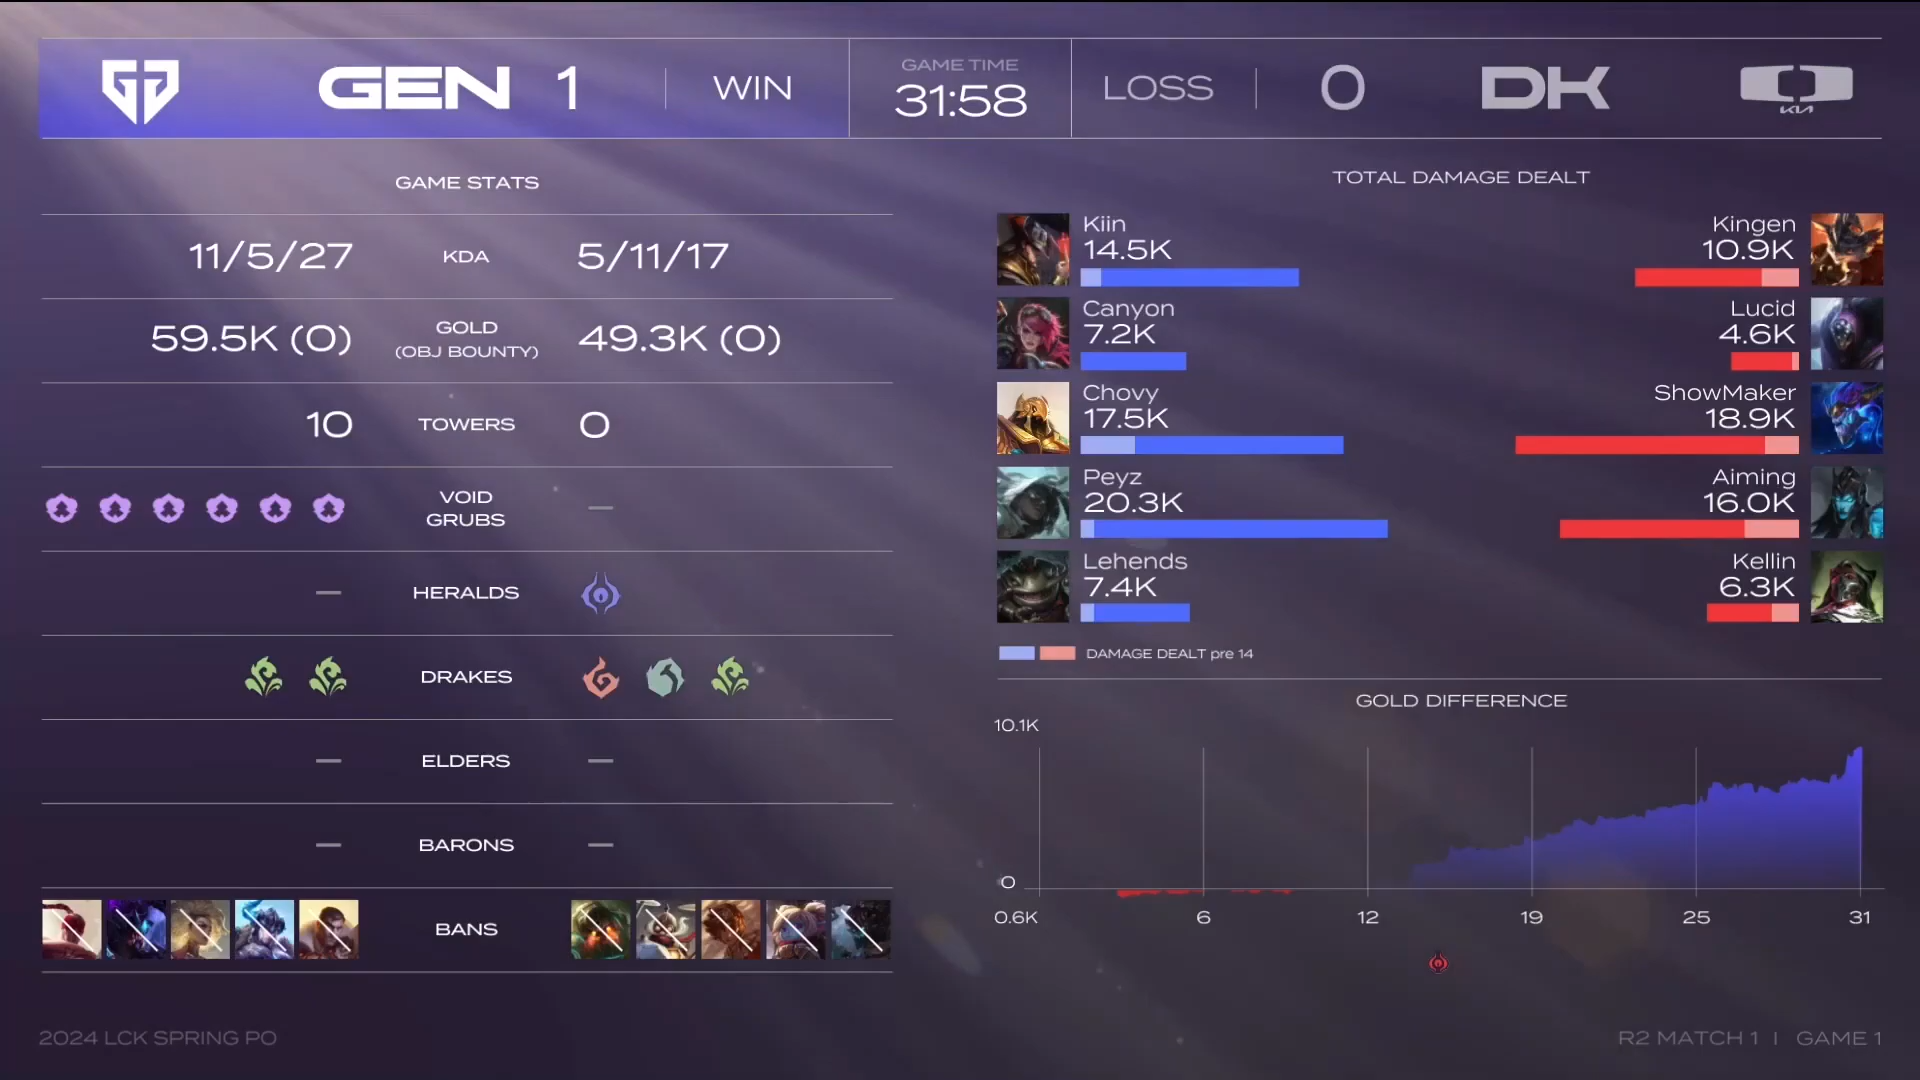 GEN 1 WIN
GAME TIME
31:58
LOSS 0 DK
KIA
GAME STATS
11/5/27 KDA 5/11/17
59.5K (0) GOLD 49.3K (0)
(OBJ BOUNTY)
10 TOWERS 0
VOID
GRUBS
HERALDS
DRAKES
ELDERS
BARONS
BANS
TOTAL DAMAGE DEALT
Kiin Kingen
14.5K 10.9K
Canyon Lucid
7.2K 4.6K
Chovy ShowMaker
17.5K 18.9K
Peyz Aiming
20.3K 16.0K
Lehends Kellin
7.4K 6.3K
DAMAGE DEALT pre 14
GOLD DIFFERENCE
10.1K
0
0.6K 6 12 19 25 31
2024 LCK SPRING PO
R2 MATCH 1 | GAME 1